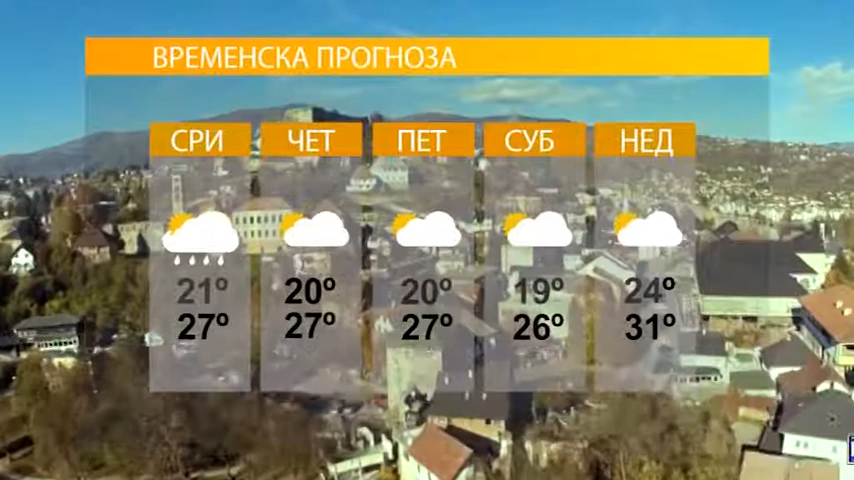 ВРЕМЕНСКА ПРОГНОЗА
СРИ ЧЕТ ПЕТ СУБ НЕД
21º 20º 20º 19º 24º
27º 27º 27º 26º 31º